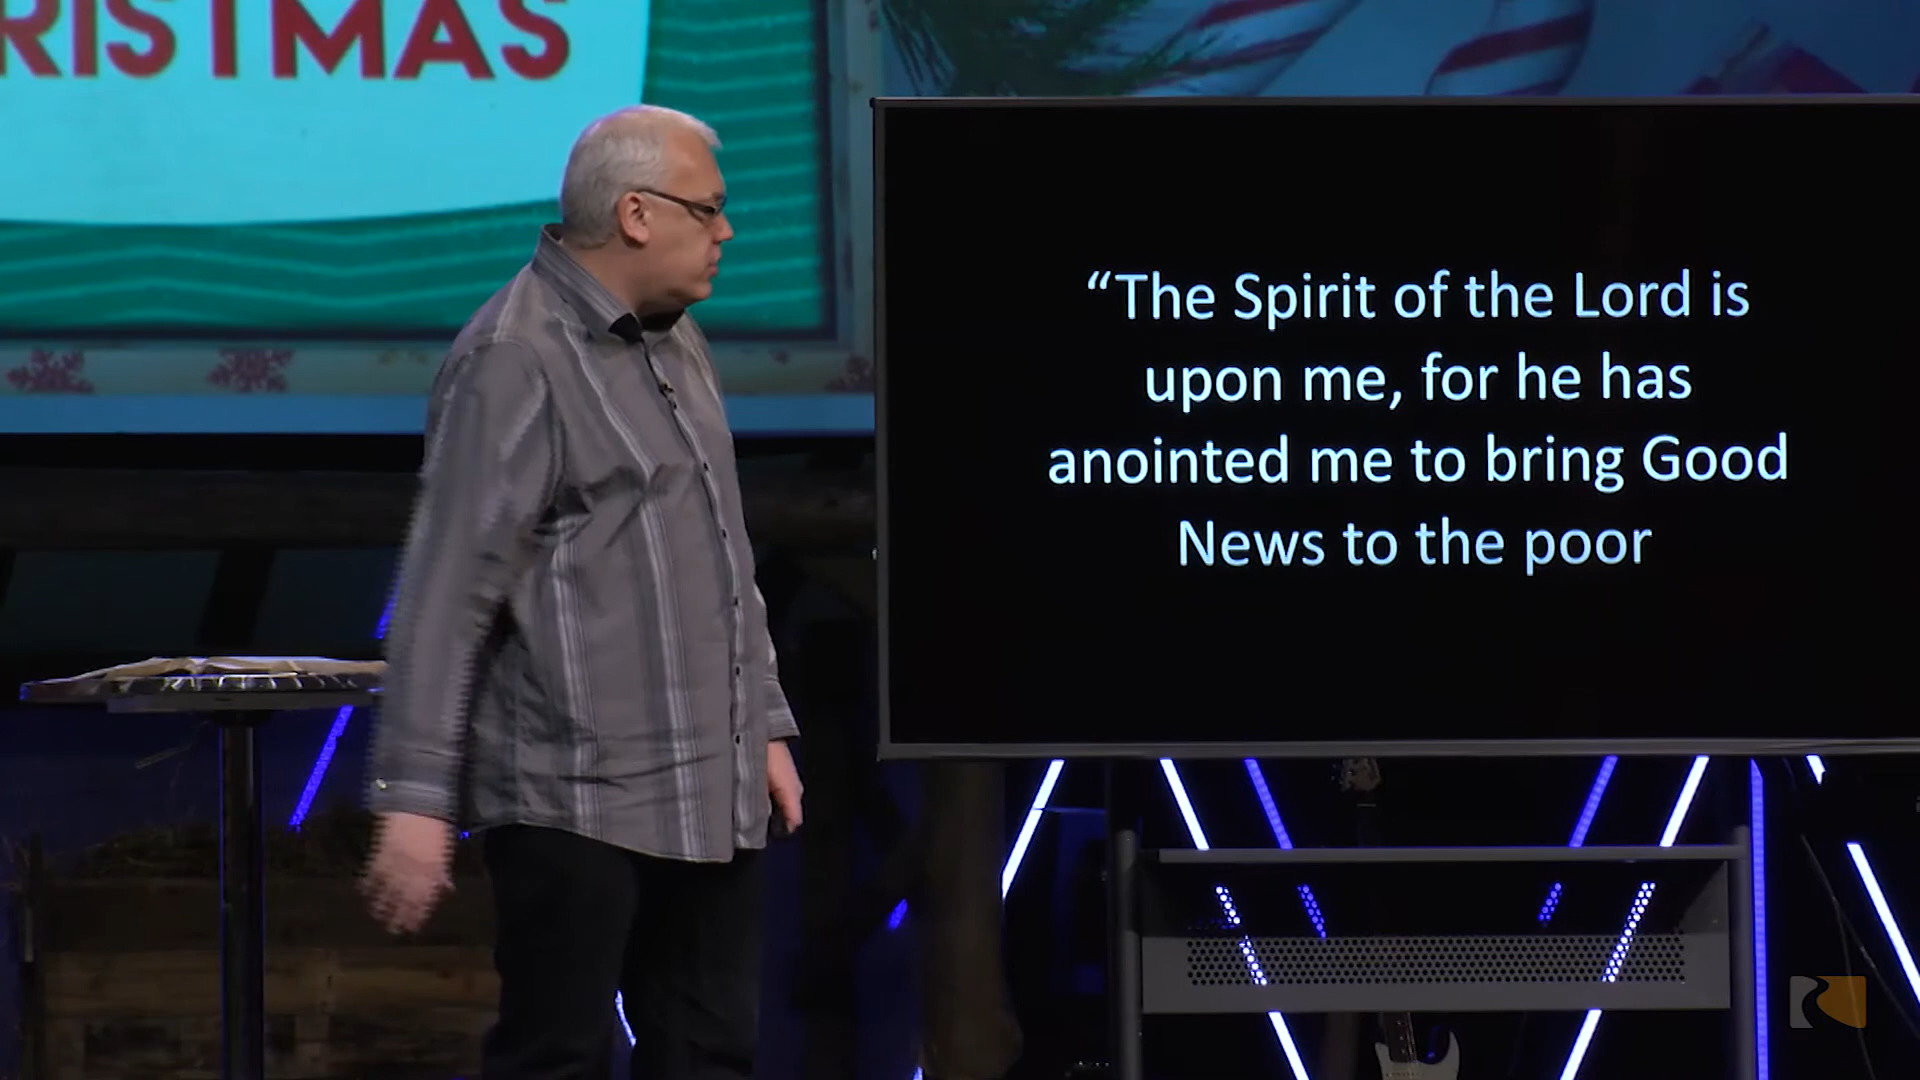 RISTMAS
“The Spirit of the Lord is
upon me, for he has
anointed me to bring Good
News to the poor